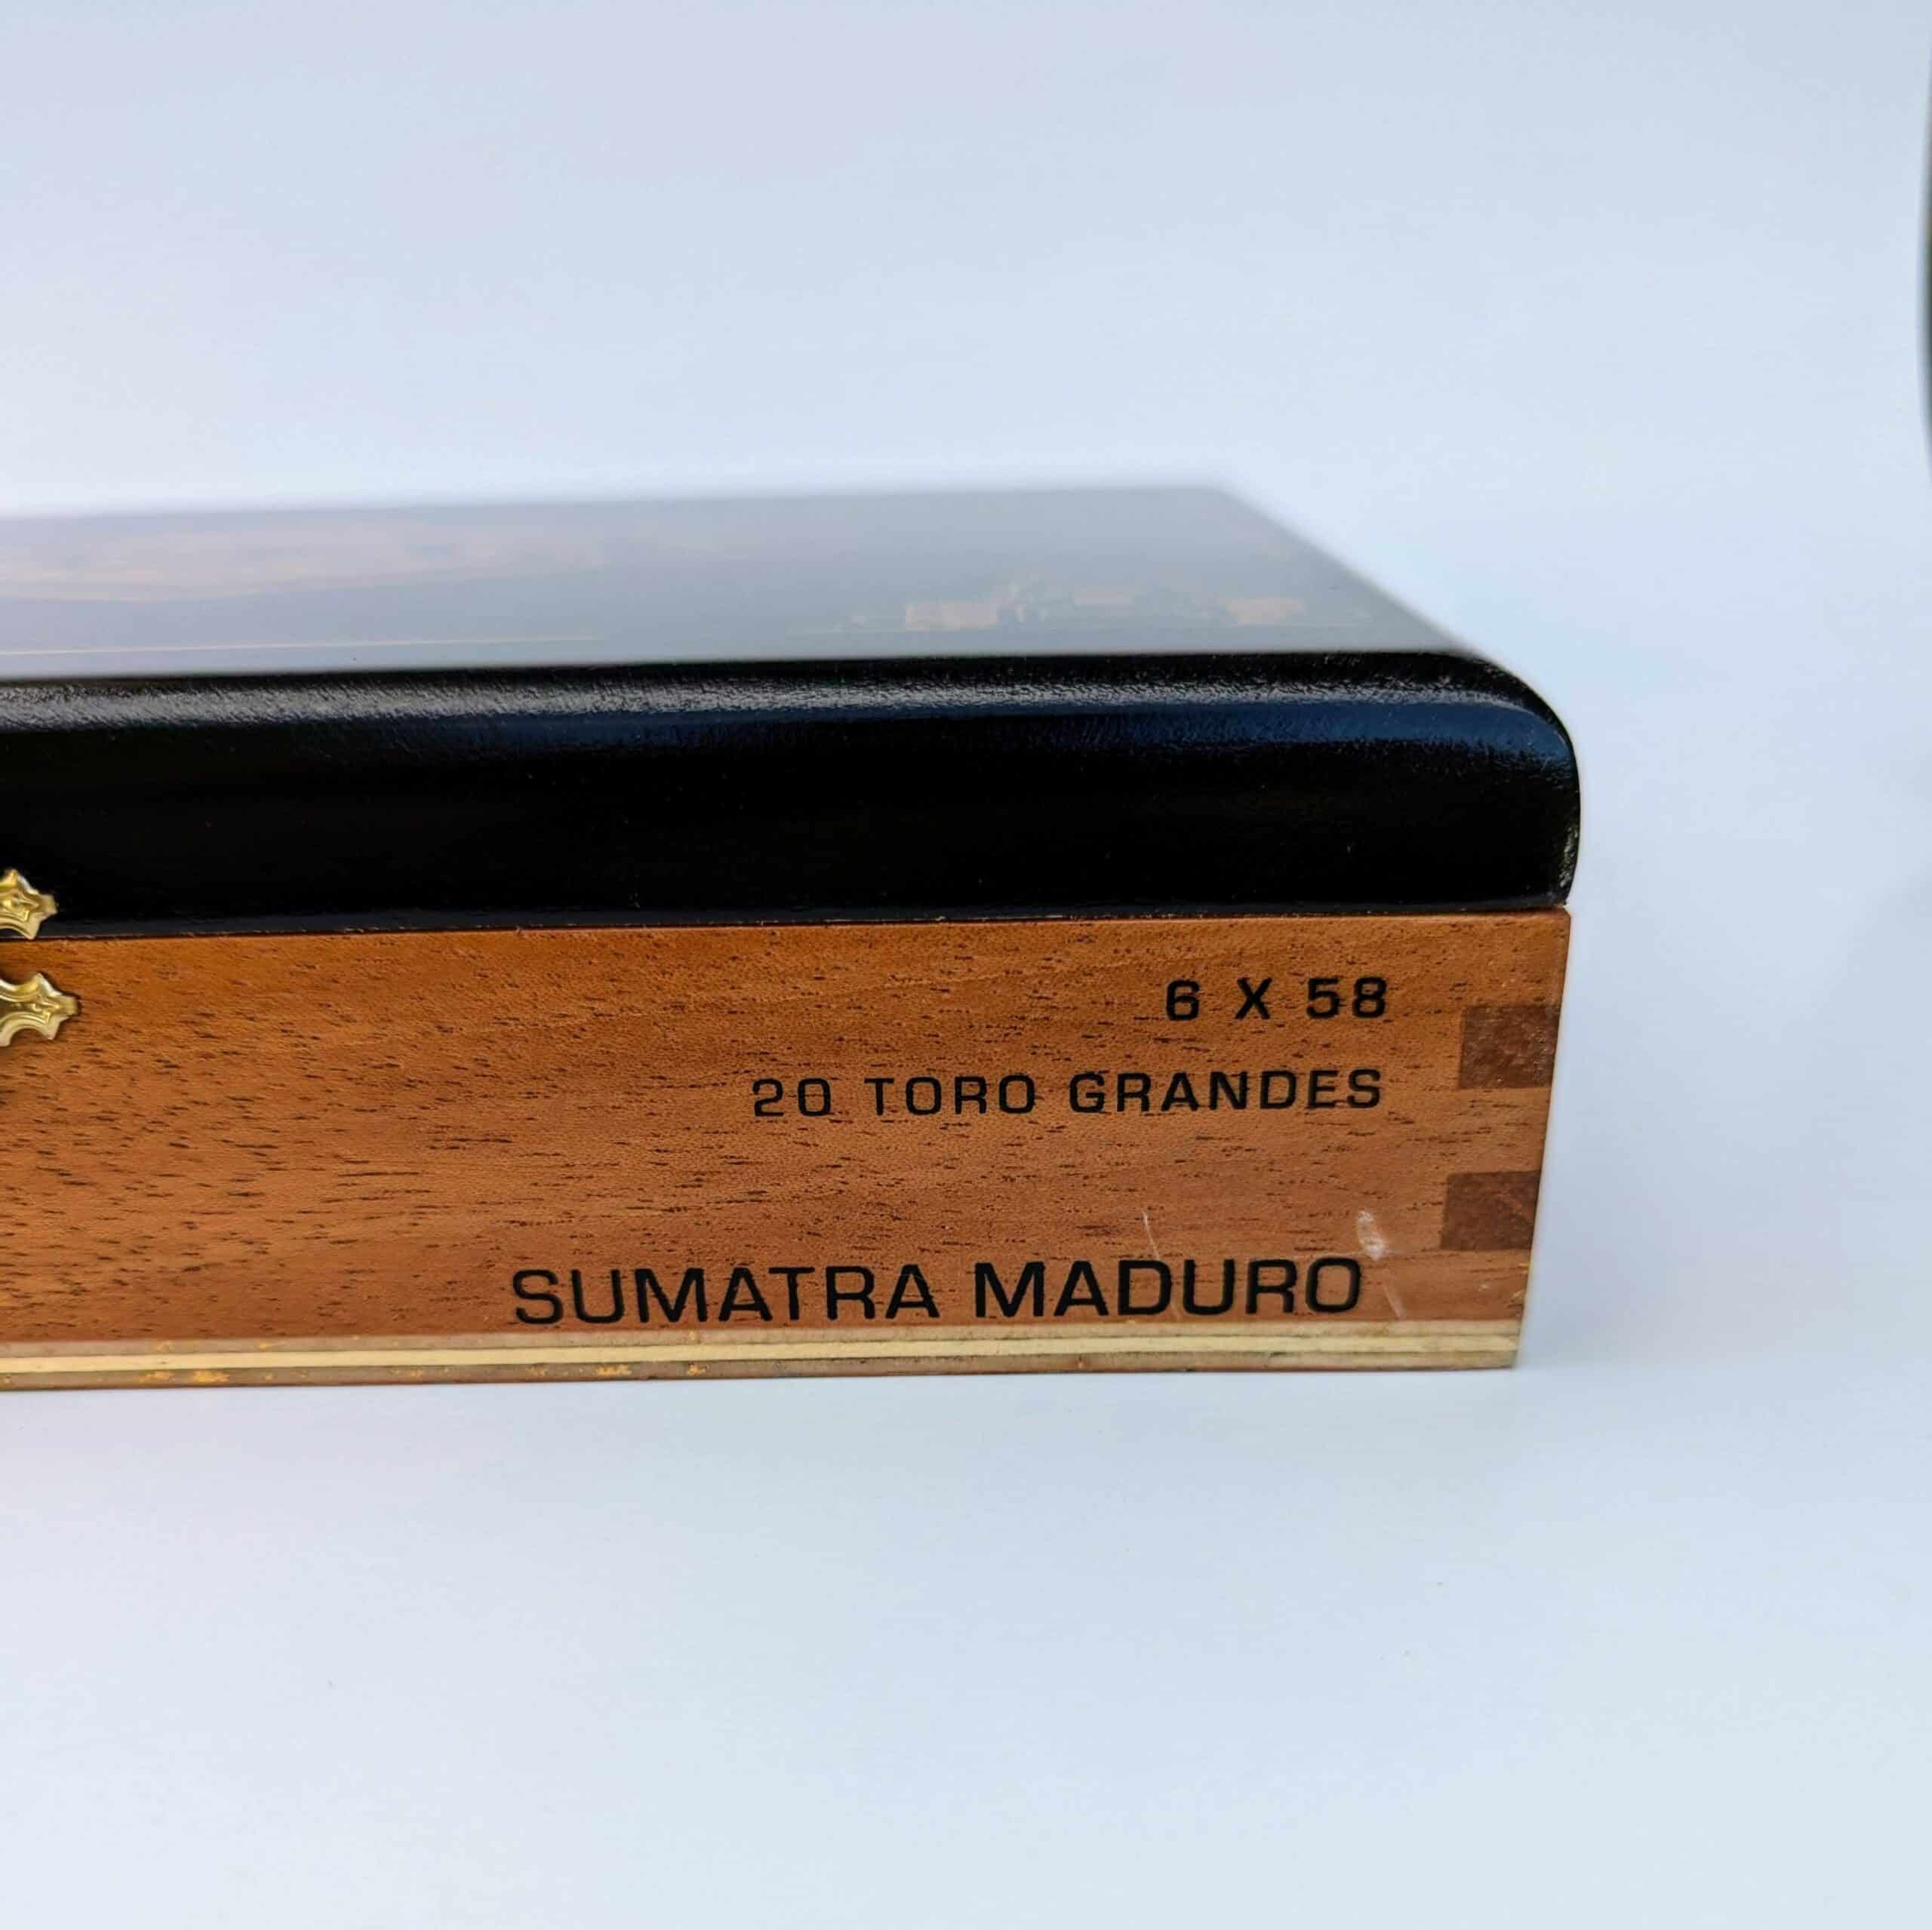 6 X 58
20 TORO GRANDES
SUMATRA MADURO